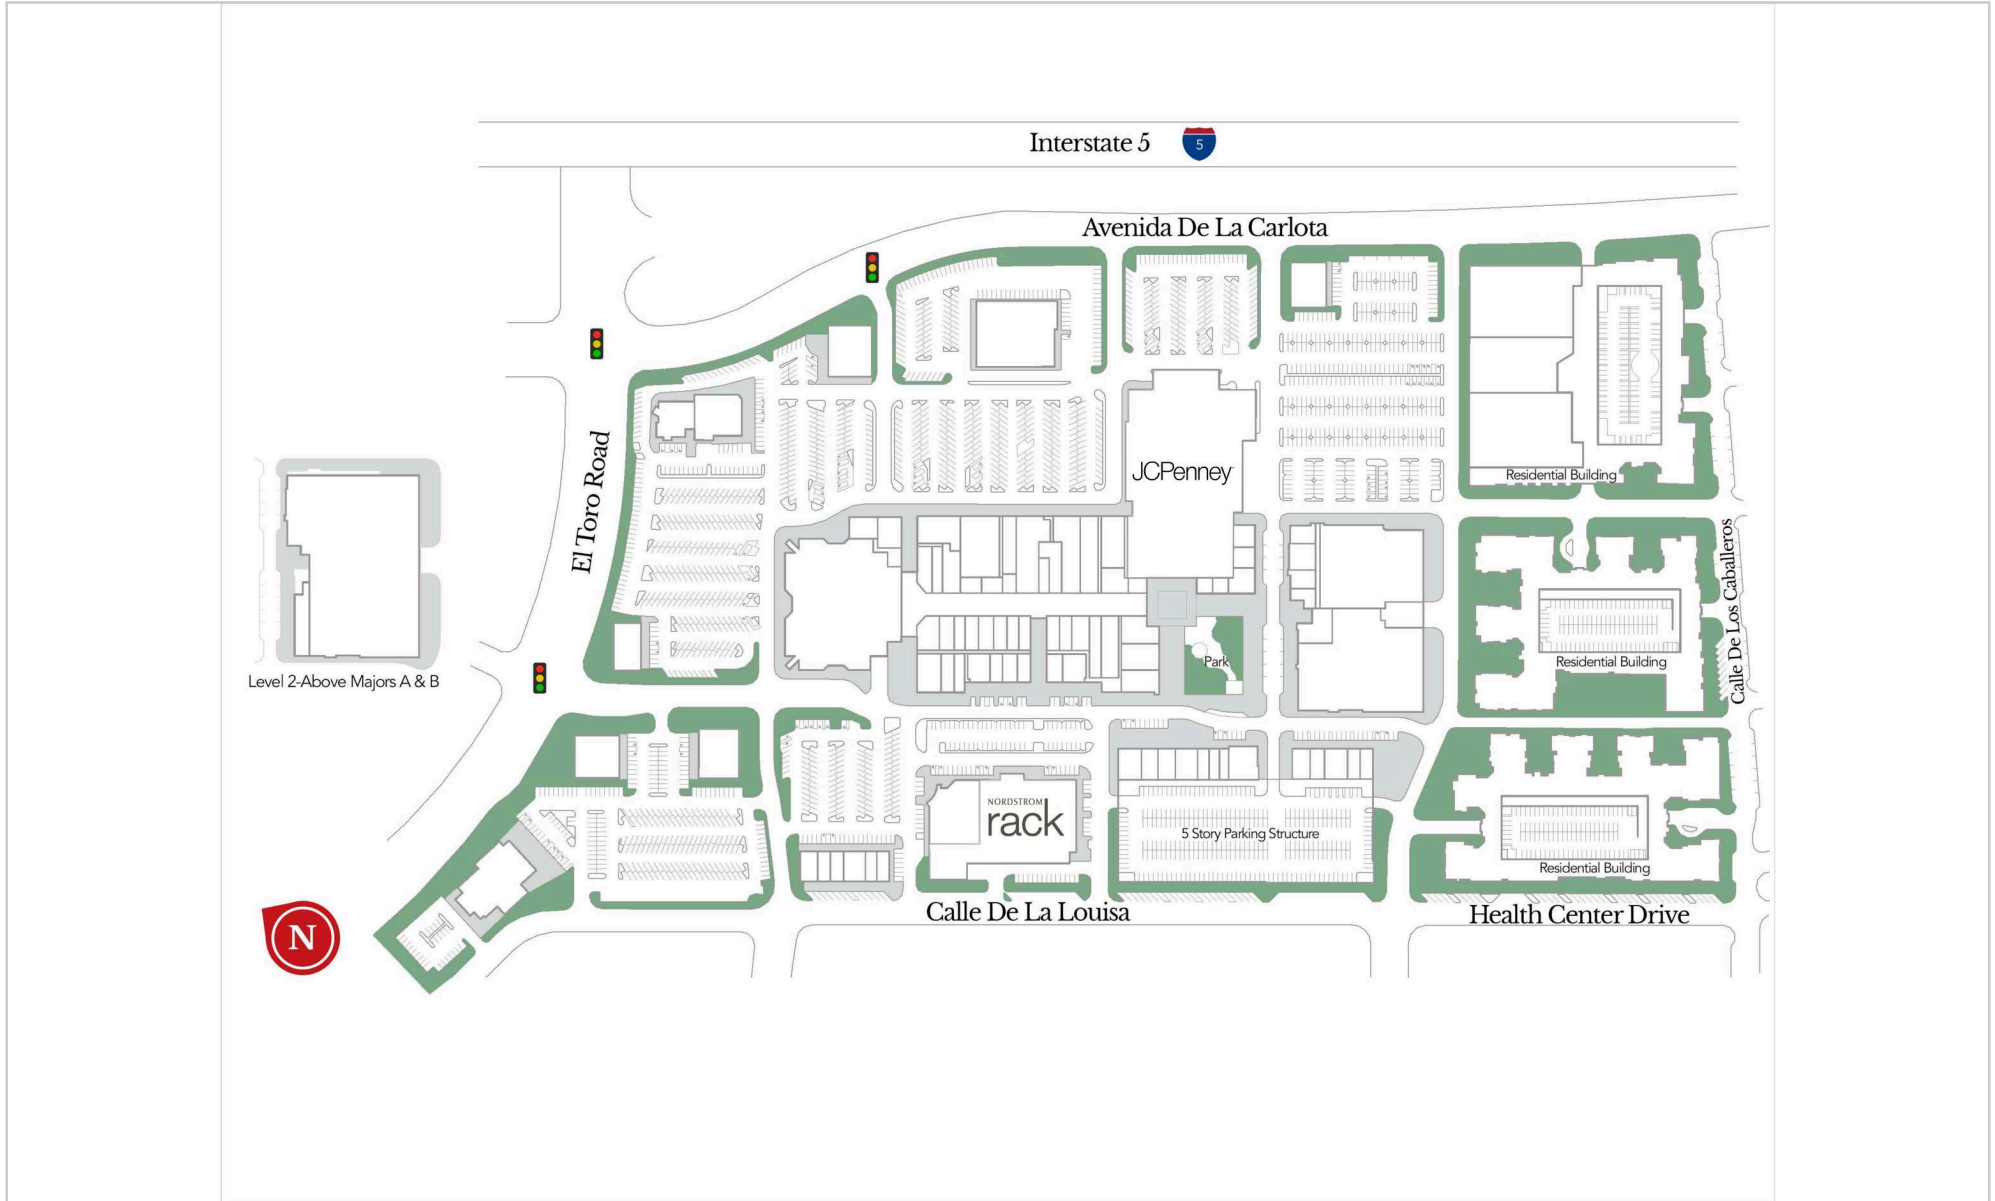 Interstate 5
5
Avenida De La Carlota
El Toro Road
JCPenney
Residential Building
Calle De Los Caballeros
Park
Residential Building
Level 2-Above Majors A & B
NORDSTROM
rack
5 Story Parking Structure
Residential Building
Calle De La Louisa
Health Center Drive
N